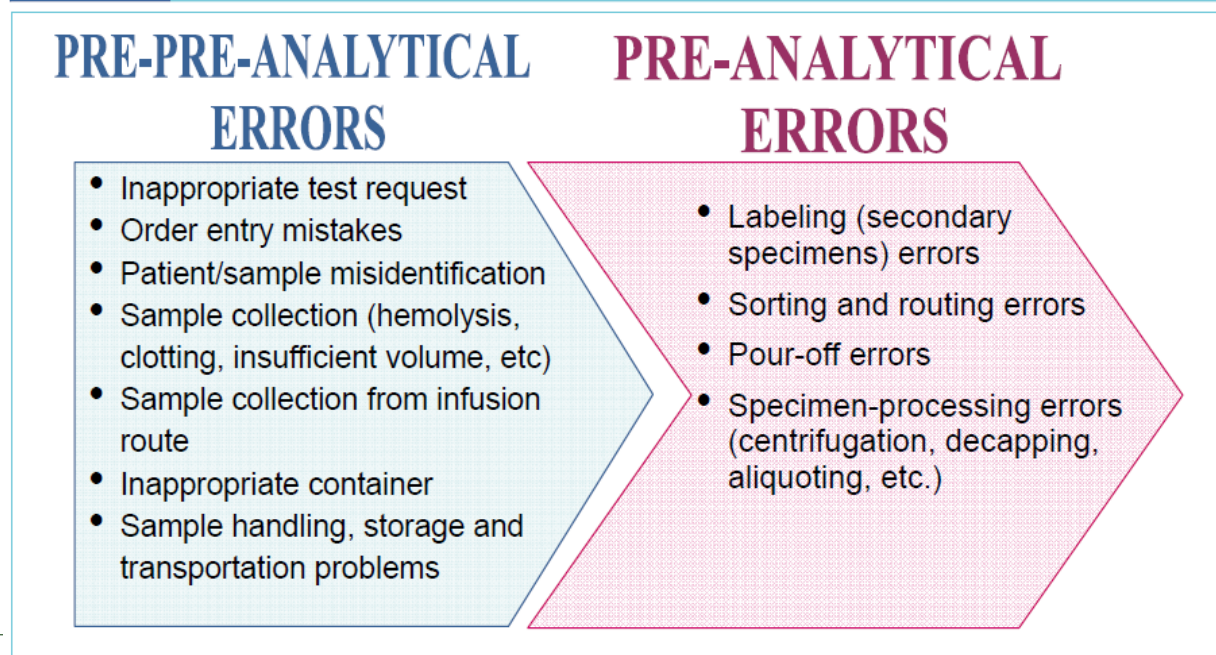 PRE-PRE-ANALYTICAL
ERRORS
• Inappropriate test request
• Order entry mistakes
• Patient/sample misidentification
• Sample collection (hemolysis,
clotting, insufficient volume, etc)
• Sample collection from infusion
route
• Inappropriate container
• Sample handling, storage and
transportation problems
PRE-ANALYTICAL
ERRORS
• Labeling (secondary
specimens) errors
• Sorting and routing errors
• Pour-off errors
• Specimen-processing errors
(centrifugation, decapping,
aliquoting, etc.)